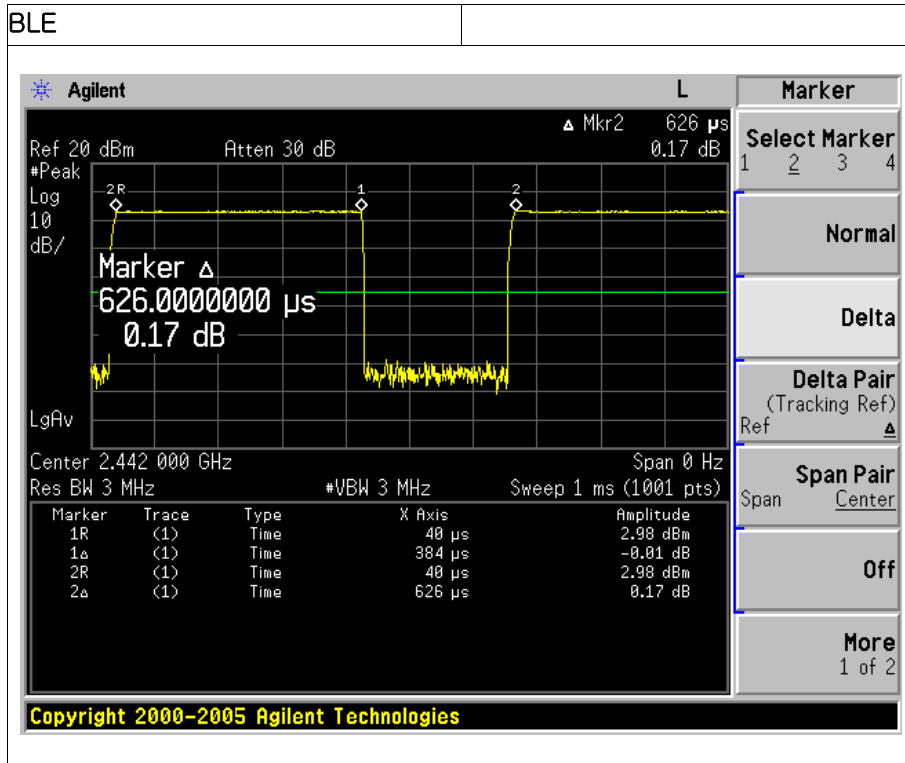 BLE
Agilent L
Δ Mkr2 626 µs
Ref 20 dBm Atten 30 dB 0.17 dB
#Peak
Log
10
dB/
2R 1 2
Marker Δ
626.0000000 µs
0.17 dB
LgAv
Center 2.442 000 GHz Span 0 Hz
Res BW 3 MHz #VBW 3 MHz Sweep 1 ms (1001 pts)
Marker Trace Type X Axis Amplitude
1R (1) Time 40 µs 2.98 dBm
1Δ (1) Time 384 µs -0.01 dB
2R (1) Time 40 µs 2.98 dBm
2Δ (1) Time 626 µs 0.17 dB
Marker
Select Marker
1 2 3 4
Normal
Delta
Delta Pair
(Tracking Ref)
Ref Δ
Span Pair
Span Center
Off
More
1 of 2
Copyright 2000-2005 Agilent Technologies